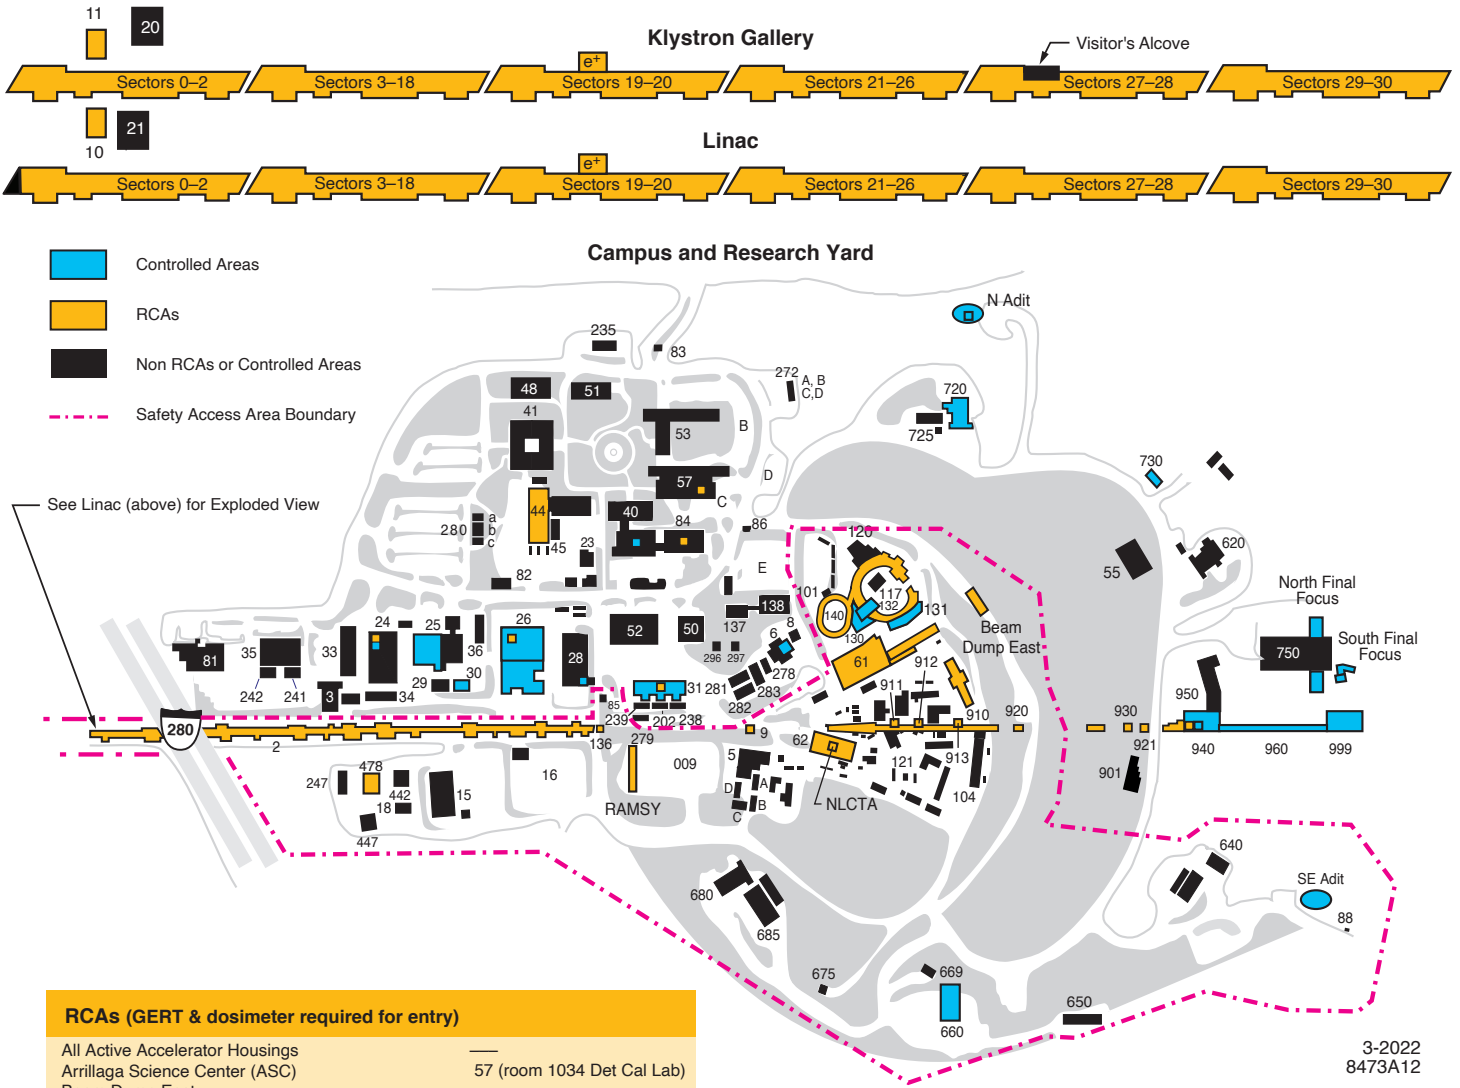 11
20
Klystron Gallery
Visitor's Alcove
e+
Sectors 0–2
Sectors 3–18
Sectors 19–20
Sectors 21–26
Sectors 27–28
Sectors 29–30
21
10
Linac
e+
Sectors 0–2
Sectors 3–18
Sectors 19–20
Sectors 21–26
Sectors 27–28
Sectors 29–30
Campus and Research Yard
Controlled Areas
RCAs
Non RCAs or Controlled Areas
Safety Access Area Boundary
See Linac (above) for Exploded View
N Adit
235
83
272
A, B
C,D
48
51
41
53
B
720
725
57
D
C
730
44
280
a
b
c
45
40
84
86
23
82
E
120
117
132
101
140
130
131
55
620
North Final
Focus
South Final
Focus
750
Beam
Dump East
138
137
8
6
296
297
278
281
283
282
52
50
26
28
24
25
36
33
35
81
242
241
3
34
29
30
31
85
239
202
238
61
912
911
910
920
930
950
280
2
136
279
9
62
913
921
940
960
999
901
009
5
D
A
B
C
121
104
NLCTA
RAMSY
16
247
478
442
18
15
447
680
685
640
SE Adit
88
675
669
660
650
RCAs (GERT & dosimeter required for entry)
All Active Accelerator Housings
—
Arrillaga Science Center (ASC)
57 (room 1034 Det Cal Lab)
3-2022
8473A12